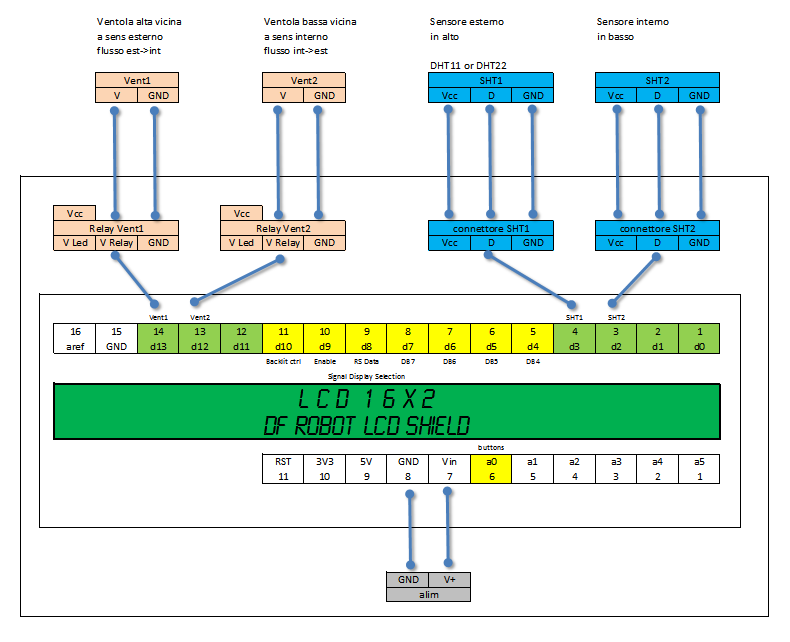 Ventola alta vicina
a sens esterno
flusso est->int
Ventola bassa vicina
a sens interno
flusso int->est
Sensore esterno
in alto
DHT11 or DHT22
Sensore interno
in basso
Vent1
V GND
Vent2
V GND
SHT1
Vcc D GND
SHT2
Vcc D GND
Vcc
Relay Vent1
V Led V Relay GND
Vcc
Relay Vent2
V Led V Relay GND
connettore SHT1
Vcc D GND
connettore SHT2
Vcc D GND
Vent1 Vent2 SHT1 SHT2
16 15 14 13 12 11 10 9 8 7 6 5 4 3 2 1
aref GND d13 d12 d11 d10 d9 d8 d7 d6 d5 d4 d3 d2 d1 d0
Backlit ctrl Enable RS Data DB7 DB6 DB5 DB4
Signal Display Selection
LCD 16X2
DF ROBOT LCD SHIELD
buttons
RST 3V3 5V GND Vin a0 a1 a2 a3 a4 a5
11 10 9 8 7 6 5 4 3 2 1
GND V+
alim